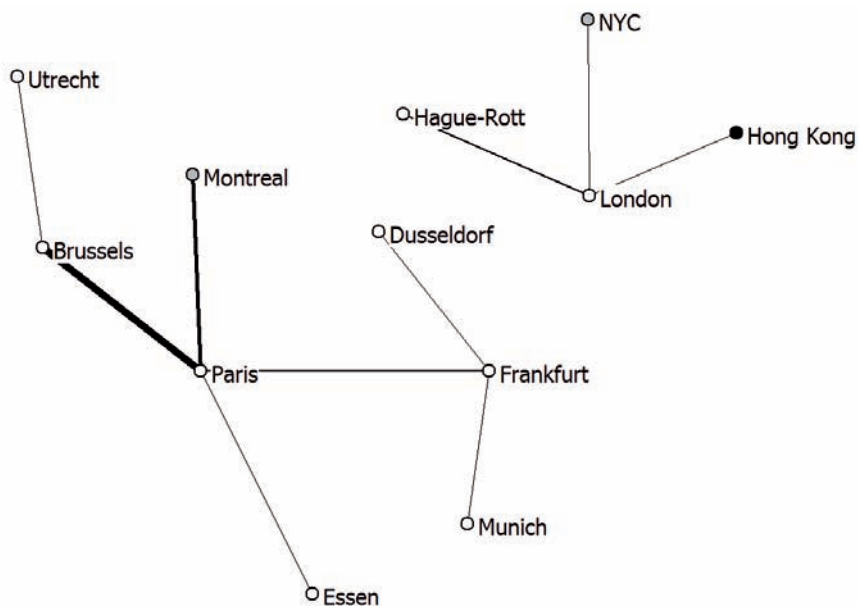 NYC
Utrecht
Hague-Rott
Hong Kong
Montreal
London
Dusseldorf
Brussels
Paris
Frankfurt
Munich
Essen